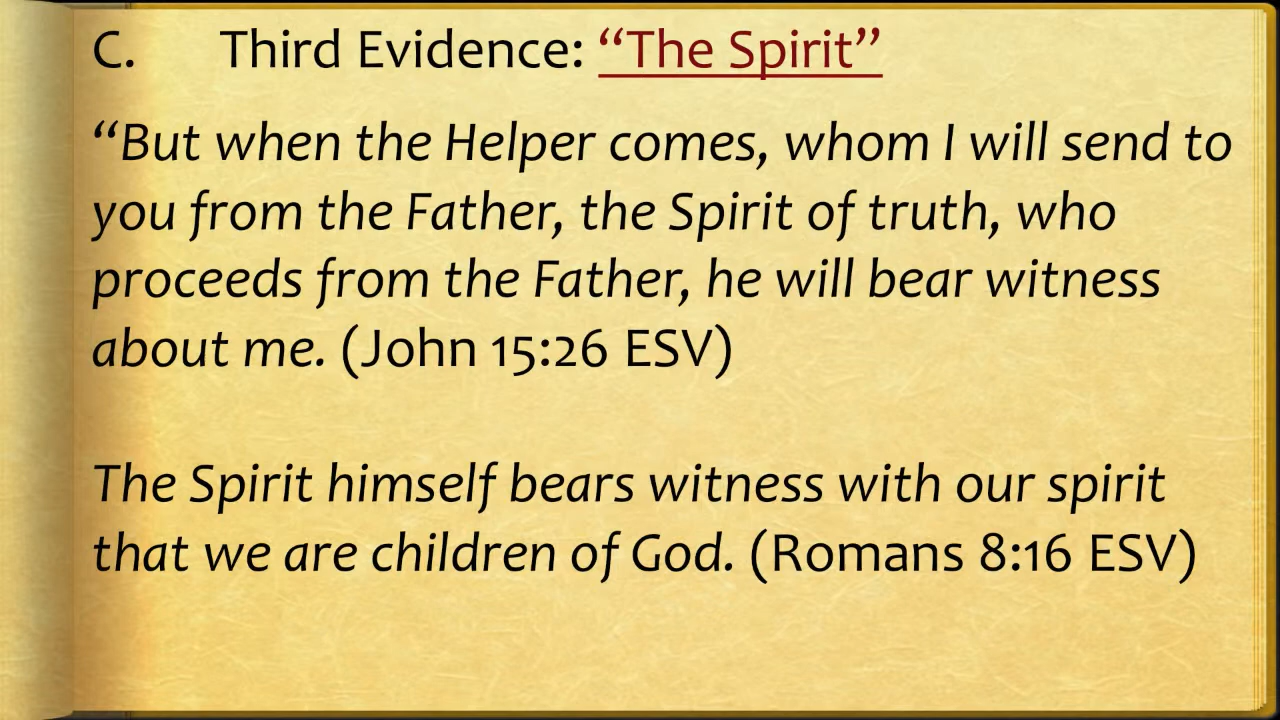 C. Third Evidence: “The Spirit”
“But when the Helper comes, whom I will send to
you from the Father, the Spirit of truth, who
proceeds from the Father, he will bear witness
about me. (John 15:26 ESV)
The Spirit himself bears witness with our spirit
that we are children of God. (Romans 8:16 ESV)